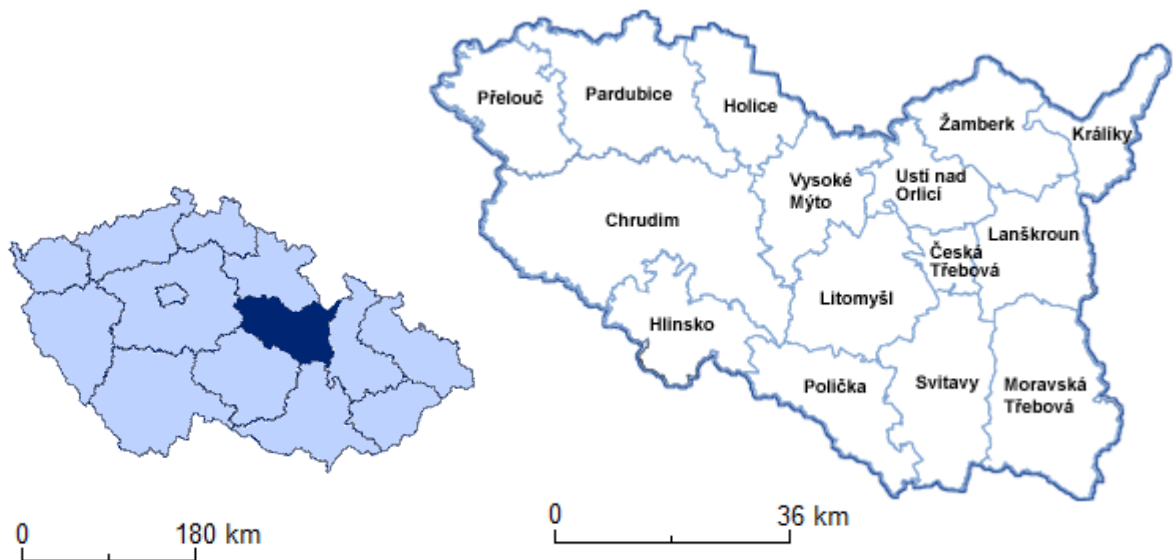 Přelouč
Pardubice
Holice
Žamberk
Králíky
Vysoké
Mýto
Ustí nad
Orlicí
Chrudim
Lanškroun
Česká
Třebová
Litomyšl
Hlinsko
Polička
Svitavy
Moravská
Třebová
0 180 km
0 36 km